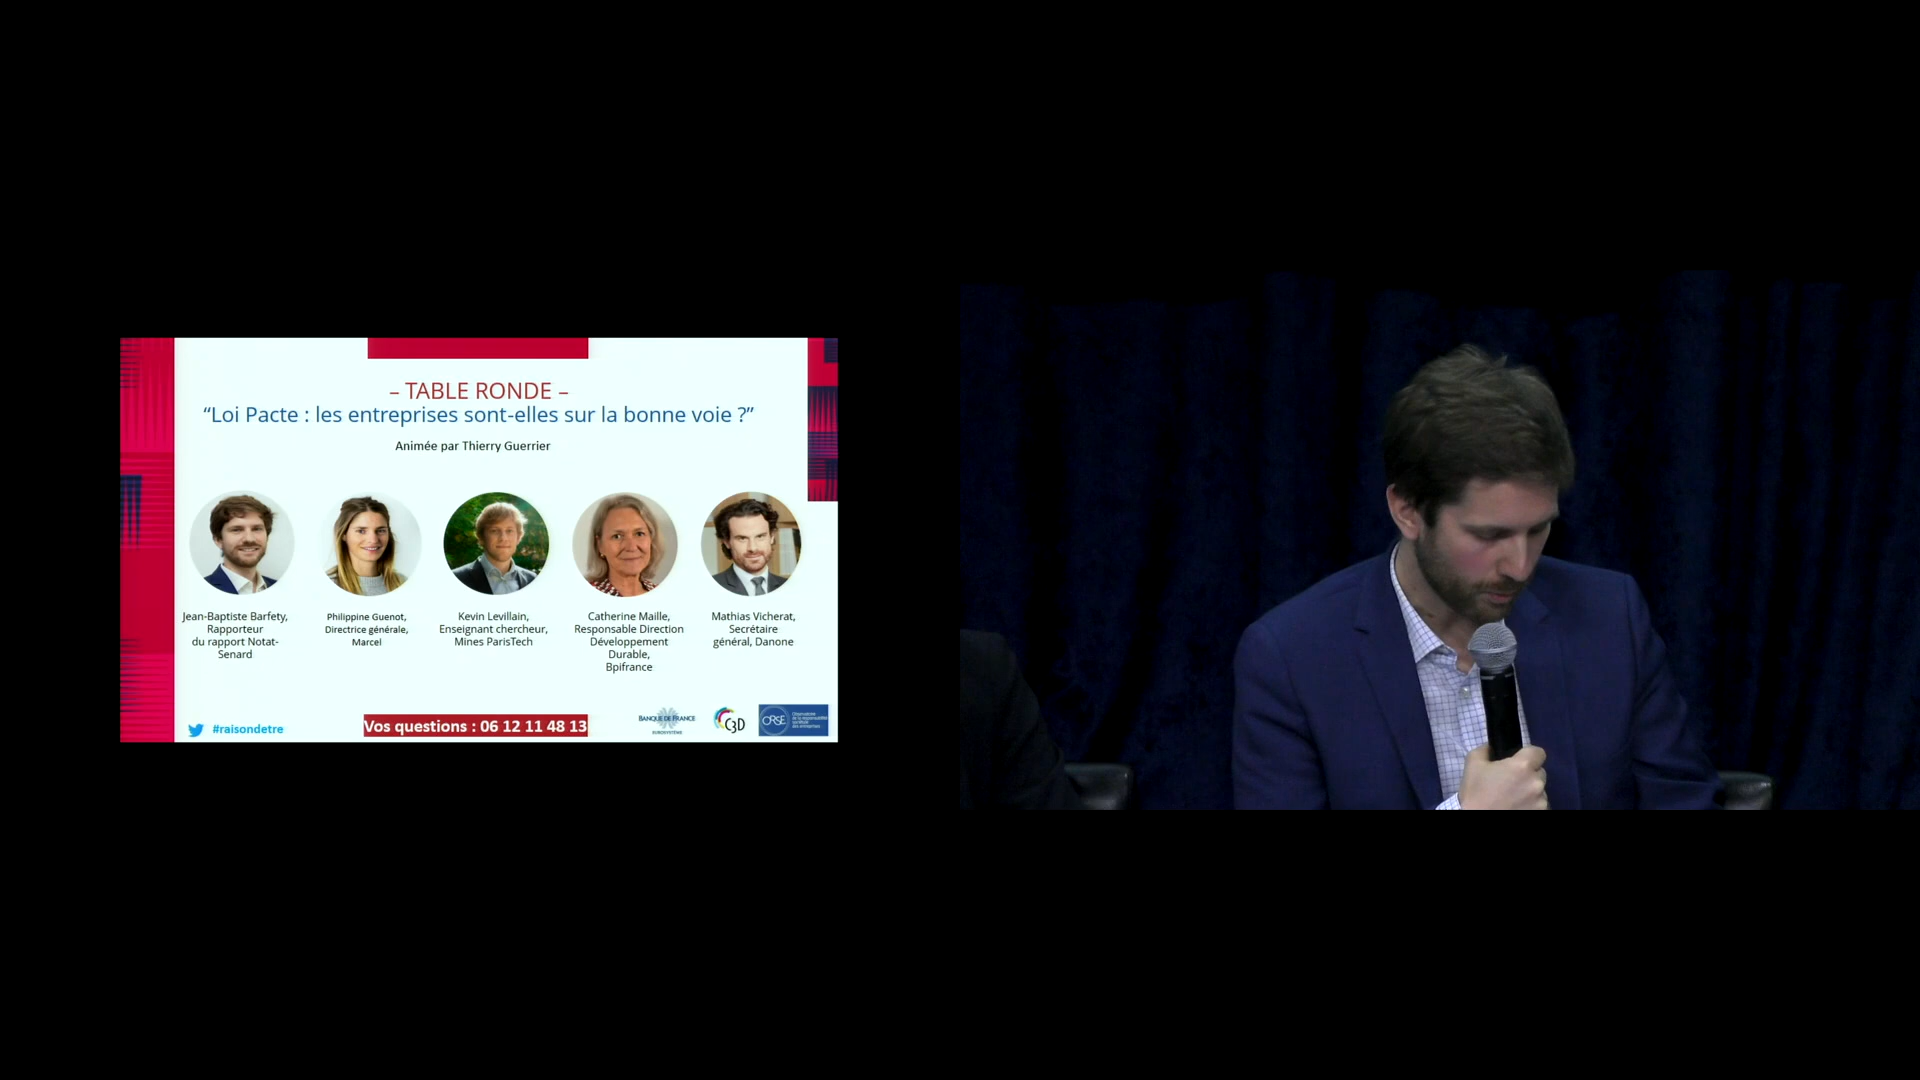 – TABLE RONDE –
“Loi Pacte : les entreprises sont-elles sur la bonne voie ?”
Animée par Thierry Guerrier
Jean-Baptiste Barfety,
Rapporteur
du rapport Notat-
Senard
Philippine Guenot,
Directrice générale,
Marcel
Kevin Levillain,
Enseignant chercheur,
Mines ParisTech
Catherine Maille,
Responsable Direction
Développement
Durable,
Bpifrance
Mathias Vicherat,
Secrétaire
général, Danone
#raisondetre
Vos questions : 06 12 11 48 13
BANQUE DE FRANCE
EUROSYSTÈME
C3D
ORSE